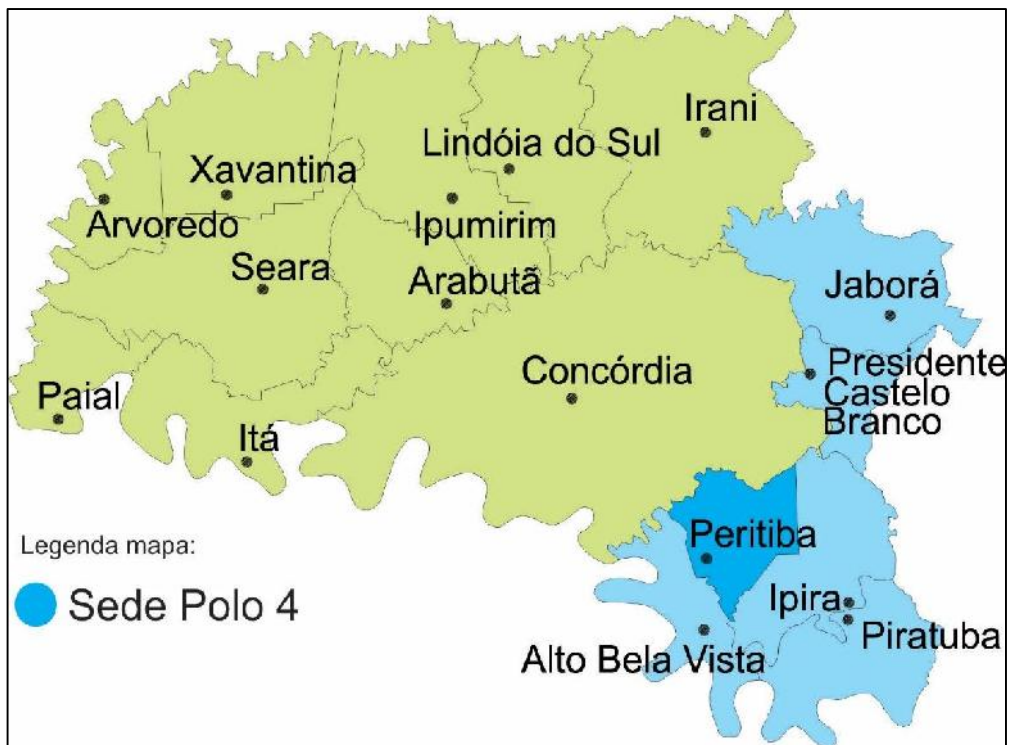 Irani
Lindóia do Sul
Xavantina
Arvoredo
Ipumirim
Seara
Arabutã
Jaborá
Concórdia
Presidente
Castelo
Branco
Paial
Itá
Peritiba
Legenda mapa:
Sede Polo 4
Ipira
Piratuba
Alto Bela Vista